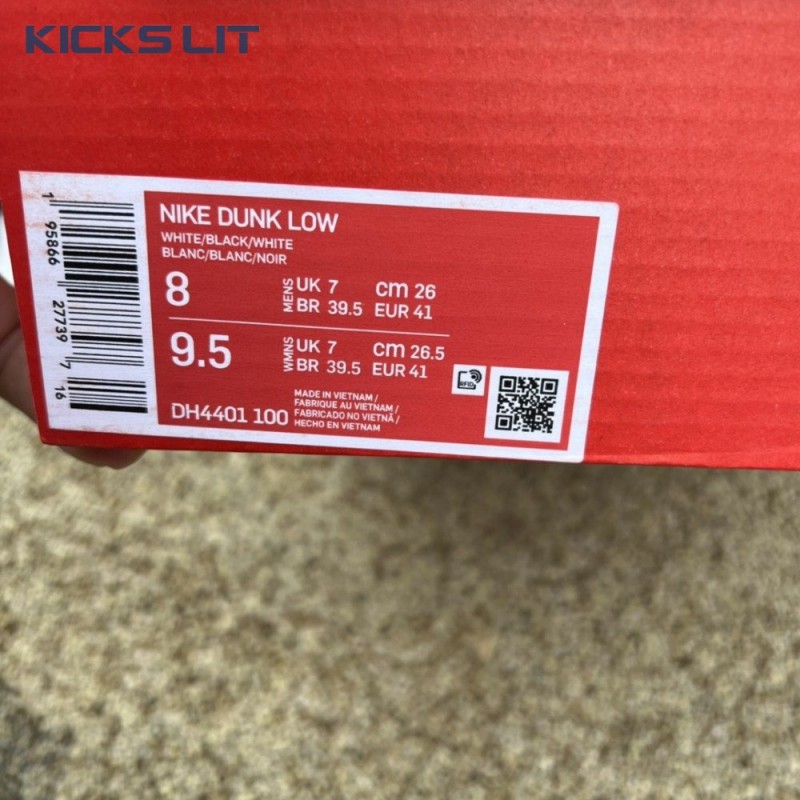 KICKS LIT
NIKE DUNK LOW
WHITE/BLACK/WHITE
BLANC/BLANC/NOIR
8
MENS
UK 7 cm 26
BR 39.5 EUR 41
9.5
WMNS
UK 7 cm 26.5
BR 39.5 EUR 41
RFID
DH4401 100
MADE IN VIETNAM /
FABRIQUE AU VIETNAM /
FABRICADO NO VIETNÃ /
HECHO EN VIETNAM
1 95866 27739 7 16